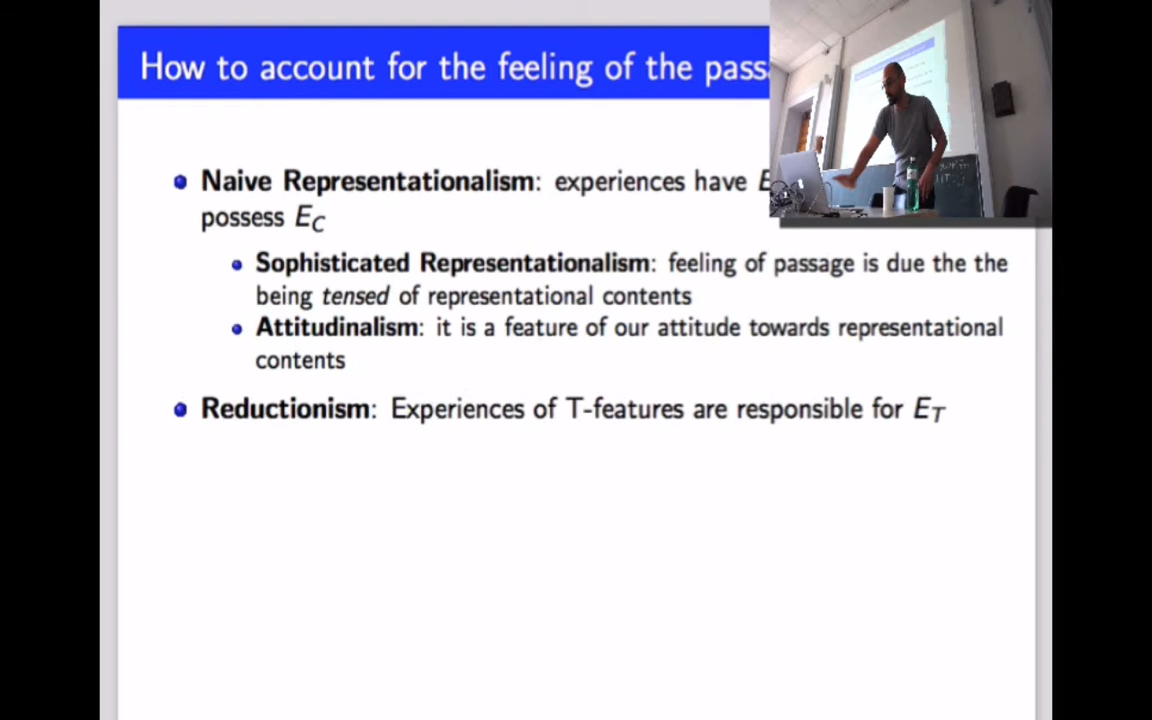 How to account for the feeling of the
Naive Representationalism: experiences have
possess E_C
Sophisticated Representationalism: feeling of passage is due the the
being tensed of representational contents
Attitudinalism: it is a feature of our attitude towards representational
contents
Reductionism: Experiences of T-features are responsible for E_T